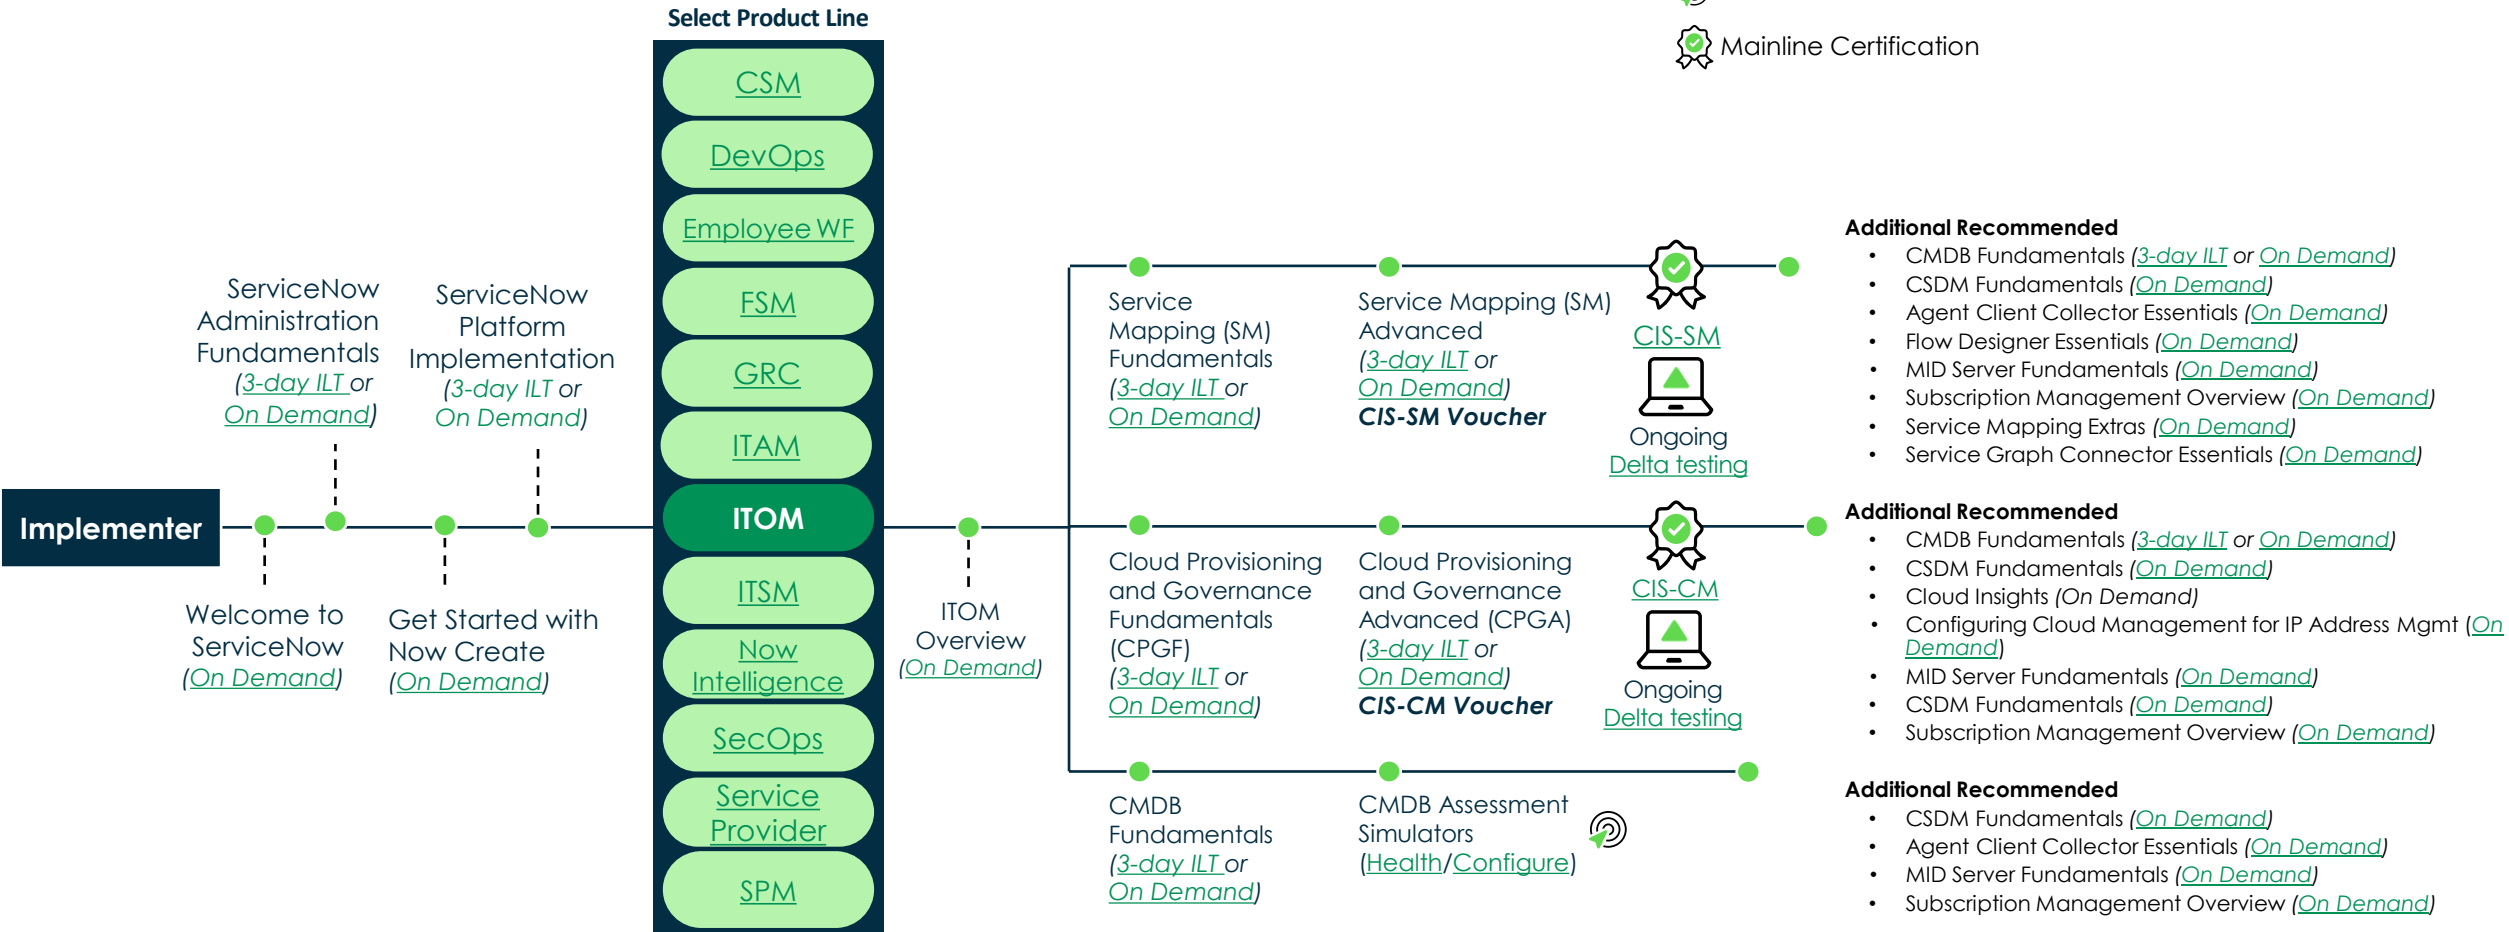 Select Product Line
Mainline Certification
CSM
DevOps
Employee WF
FSM
GRC
ITAM
ITOM
ITSM
Now
Intelligence
SecOps
Service
Provider
SPM
Implementer
ServiceNow
Administration
Fundamentals
(3-day ILT or
On Demand)
ServiceNow
Platform
Implementation
(3-day ILT or
On Demand)
Welcome to
ServiceNow
(On Demand)
Get Started with
Now Create
(On Demand)
ITOM
Overview
(On Demand)
Service
Mapping (SM)
Fundamentals
(3-day ILT or
On Demand)
Service Mapping (SM)
Advanced
(3-day ILT or
On Demand)
CIS-SM Voucher
CIS-SM
Ongoing
Delta testing
Additional Recommended
• CMDB Fundamentals (3-day ILT or On Demand)
• CSDM Fundamentals (On Demand)
• Agent Client Collector Essentials (On Demand)
• Flow Designer Essentials (On Demand)
• MID Server Fundamentals (On Demand)
• Subscription Management Overview (On Demand)
• Service Mapping Extras (On Demand)
• Service Graph Connector Essentials (On Demand)
Cloud Provisioning
and Governance
Fundamentals
(CPGF)
(3-day ILT or
On Demand)
Cloud Provisioning
and Governance
Advanced (CPGA)
(3-day ILT or
On Demand)
CIS-CM Voucher
CIS-CM
Ongoing
Delta testing
Additional Recommended
• CMDB Fundamentals (3-day ILT or On Demand)
• CSDM Fundamentals (On Demand)
• Cloud Insights (On Demand)
• Configuring Cloud Management for IP Address Mgmt (On
Demand)
• MID Server Fundamentals (On Demand)
• CSDM Fundamentals (On Demand)
• Subscription Management Overview (On Demand)
CMDB
Fundamentals
(3-day ILT or
On Demand)
CMDB Assessment
Simulators
(Health/Configure)
Additional Recommended
• CSDM Fundamentals (On Demand)
• Agent Client Collector Essentials (On Demand)
• MID Server Fundamentals (On Demand)
• Subscription Management Overview (On Demand)